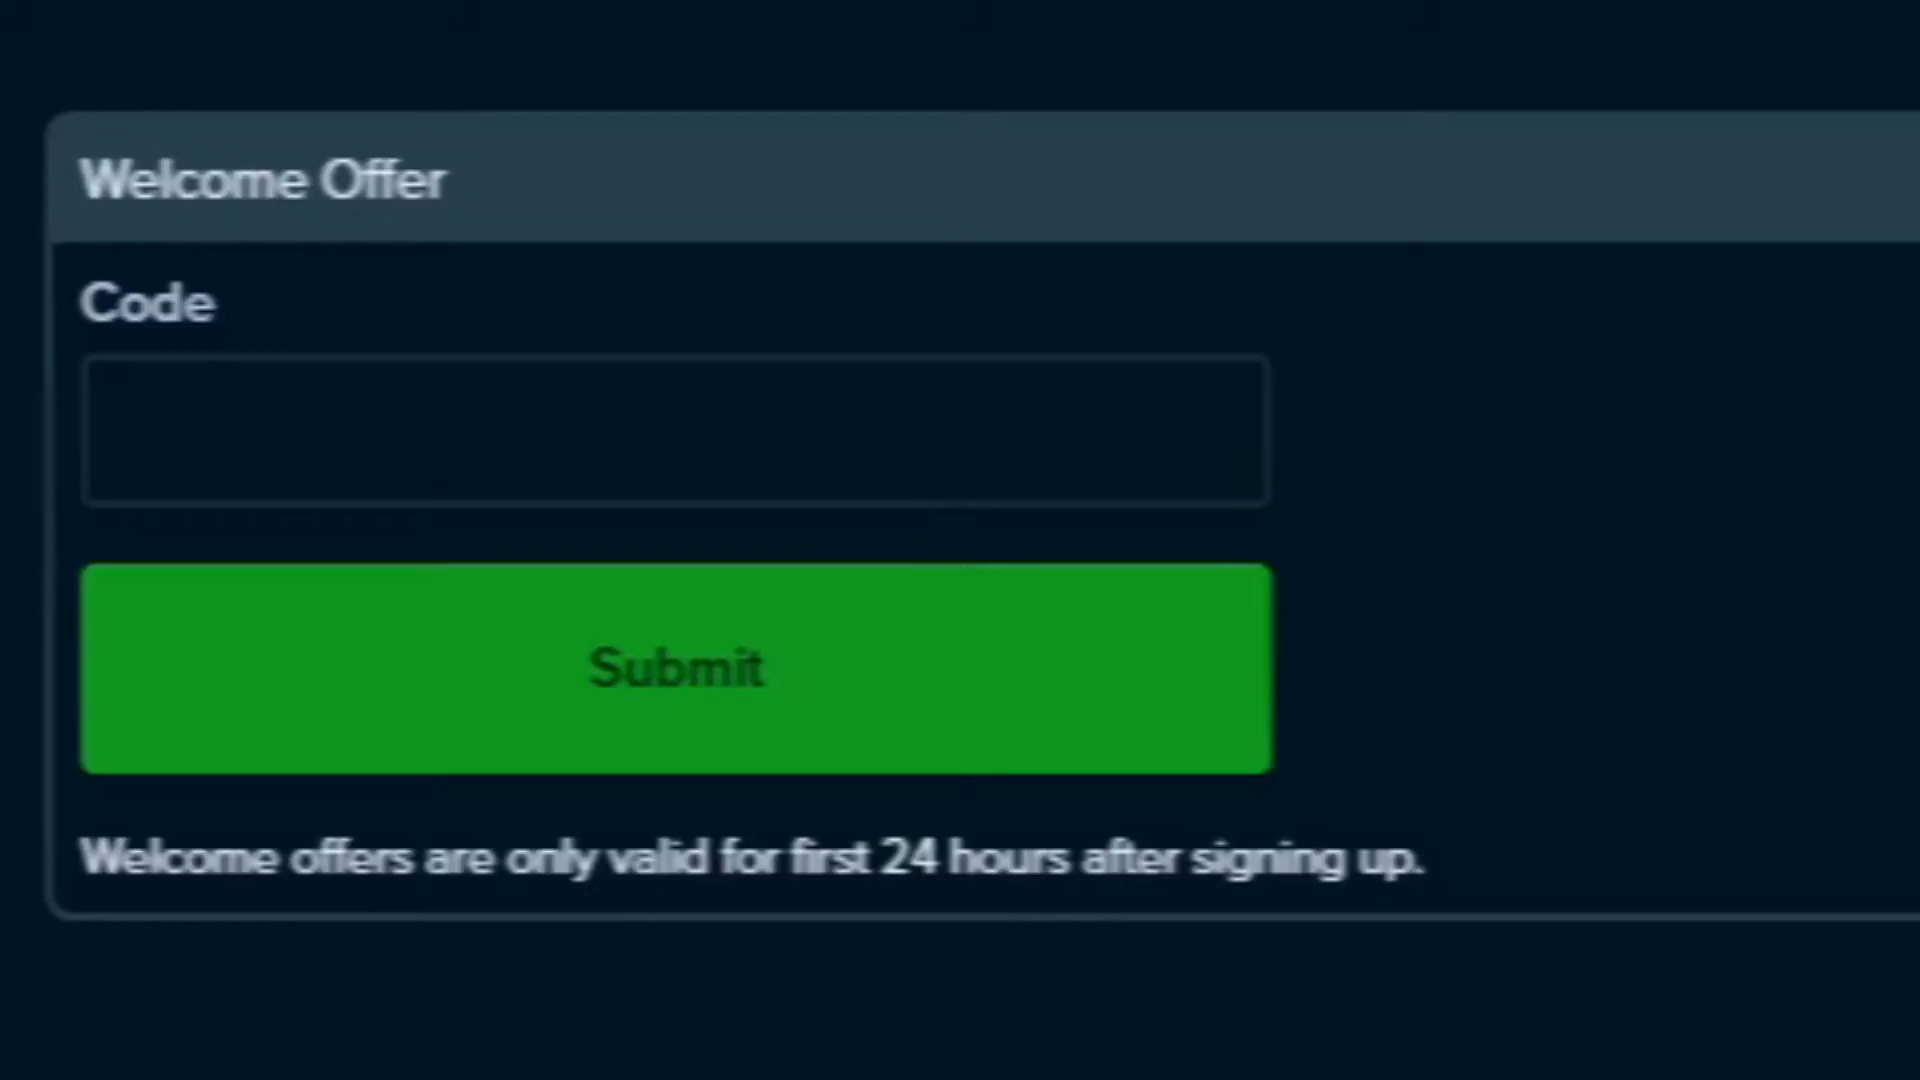 Welcome Offer
Code
Submit
Welcome offers are only valid for first 24 hours after signing up.